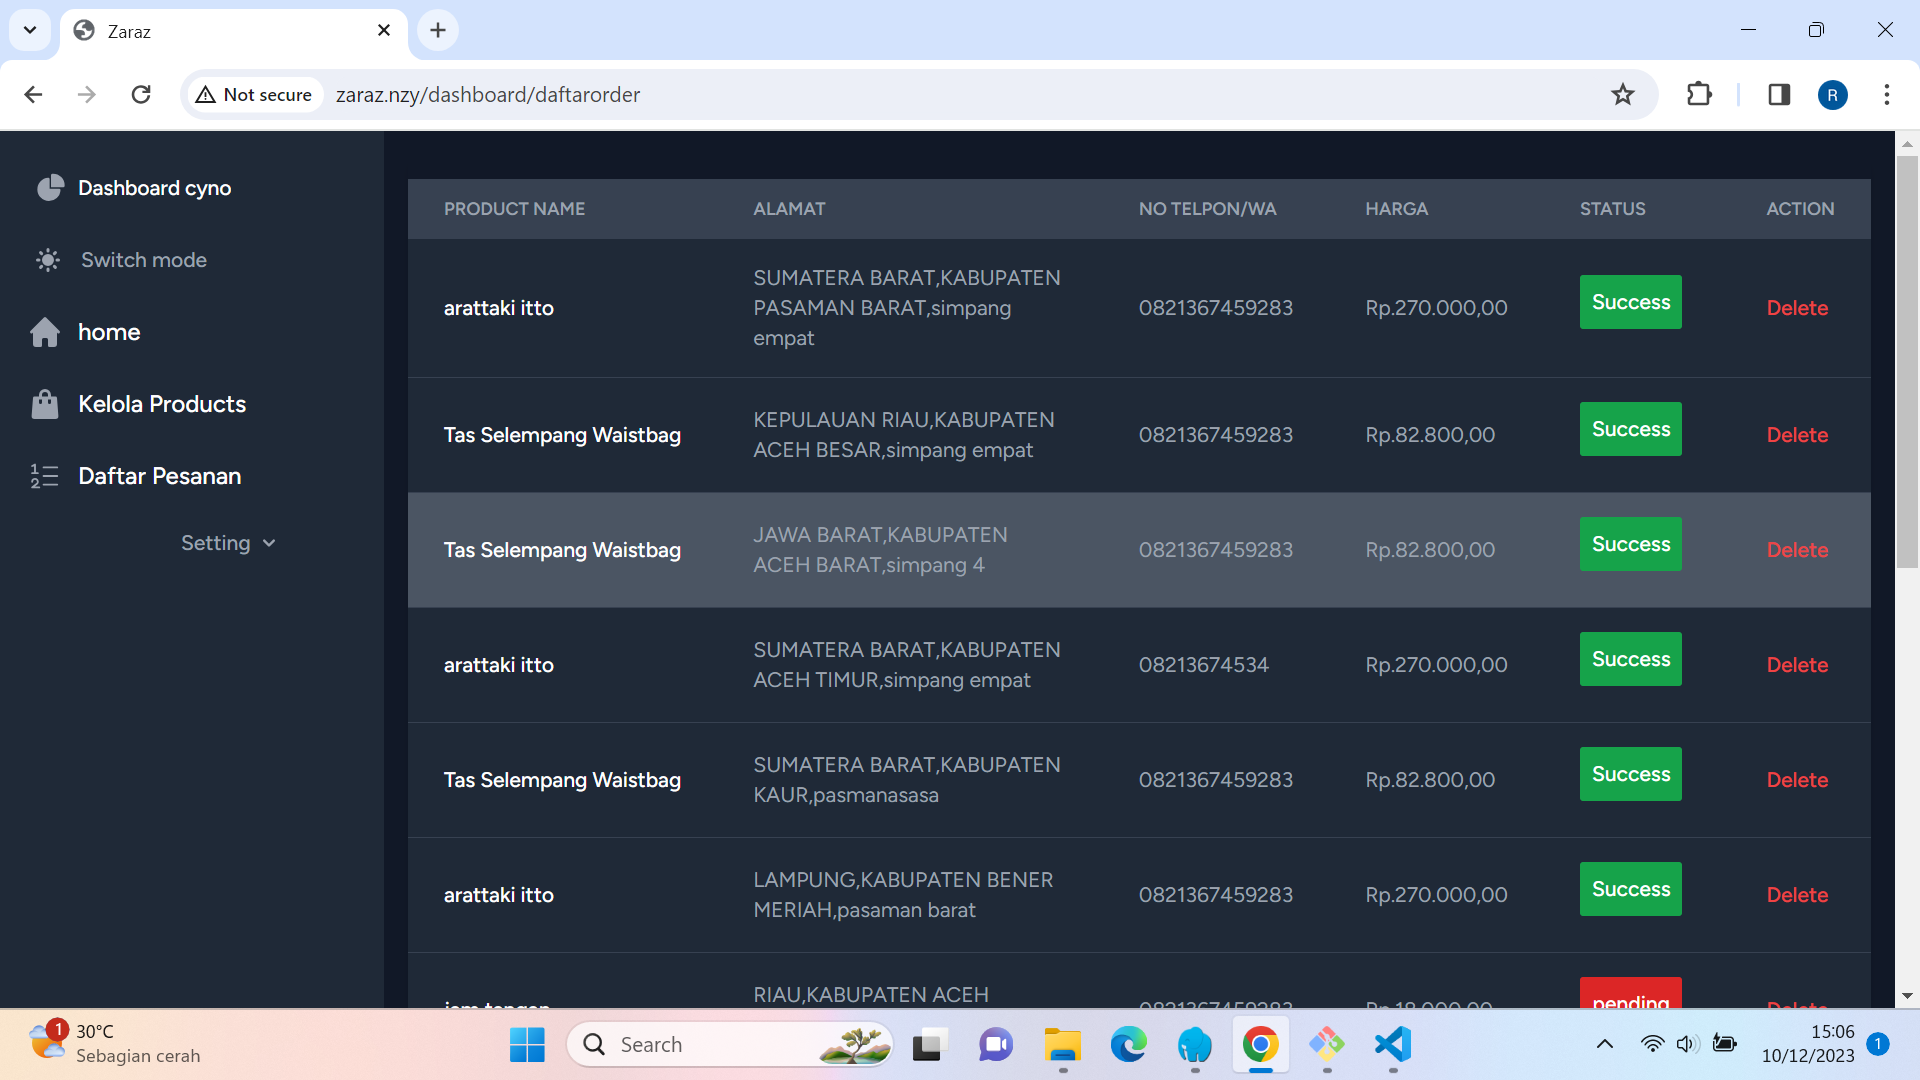 Zaraz
Not secure
zaraz.nzy/dashboard/daftarorder
R
Dashboard cyno
Switch mode
home
Kelola Products
Daftar Pesanan
Setting
PRODUCT NAME ALAMAT NO TELPON/WA HARGA STATUS ACTION
SUMATERA BARAT,KABUPATEN
PASAMAN BARAT,simpang
empat
arattaki itto 0821367459283 Rp.270.000,00 Success Delete
KEPULAUAN RIAU,KABUPATEN
ACEH BESAR,simpang empat
Tas Selempang Waistbag 0821367459283 Rp.82.800,00 Success Delete
JAWA BARAT,KABUPATEN
ACEH BARAT,simpang 4
Tas Selempang Waistbag 0821367459283 Rp.82.800,00 Success Delete
SUMATERA BARAT,KABUPATEN
ACEH TIMUR,simpang empat
arattaki itto 08213674534 Rp.270.000,00 Success Delete
SUMATERA BARAT,KABUPATEN
KAUR,pasmanasasa
Tas Selempang Waistbag 0821367459283 Rp.82.800,00 Success Delete
LAMPUNG,KABUPATEN BENER
MERIAH,pasaman barat
arattaki itto 0821367459283 Rp.270.000,00 Success Delete
RIAU,KABUPATEN ACEH
0821367459283 Rp.18.000,00 pending Delete
1
30°C
Sebagian cerah
Search
15:06
10/12/2023
1